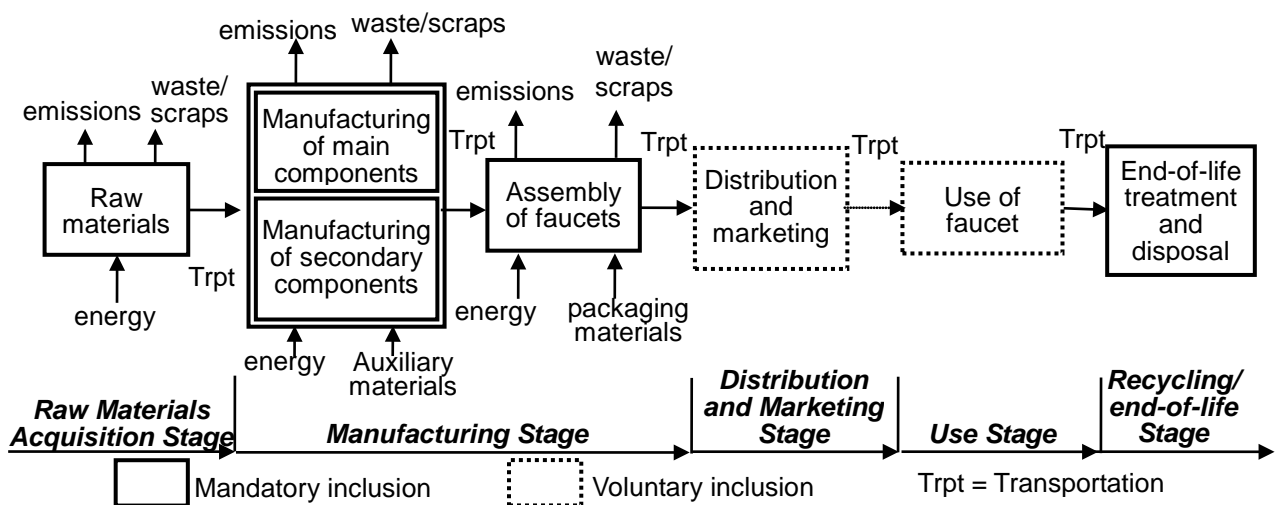 emissions
waste/scraps
emissions
waste/
scraps
emissions
waste/
scraps
Manufacturing
of main
components
Trpt
Trpt
Trpt
Trpt
Raw
materials
Assembly
of faucets
Distribution
and
marketing
Use of
faucet
End-of-life
treatment
and
disposal
Manufacturing
of secondary
components
Trpt
energy
energy
packaging
materials
energy
Auxiliary
materials
Raw Materials
Acquisition Stage
Manufacturing Stage
Distribution
and Marketing
Stage
Use Stage
Recycling/
end-of-life
Stage
Mandatory inclusion
Voluntary inclusion
Trpt = Transportation